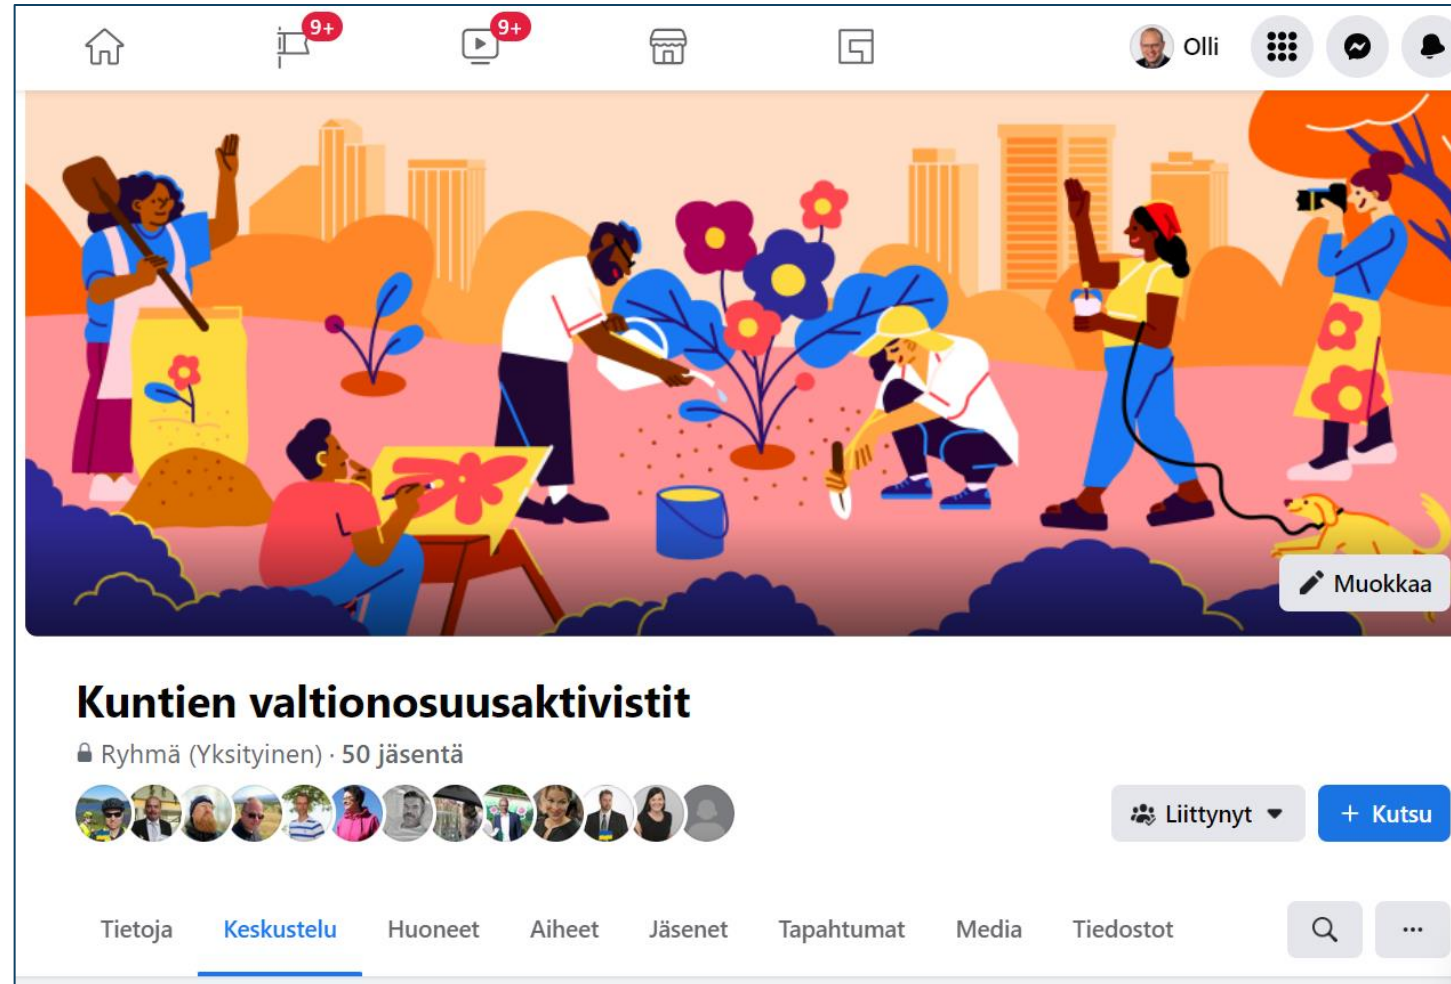 9+
9+
Olli
Muokkaa
Kuntien valtionosuusaktivistit
Ryhmä (Yksityinen) · 50 jäsentä
Liittynyt
+ Kutsu
Tietoja Keskustelu Huoneet Aiheet Jäsenet Tapahtumat Media Tiedostot